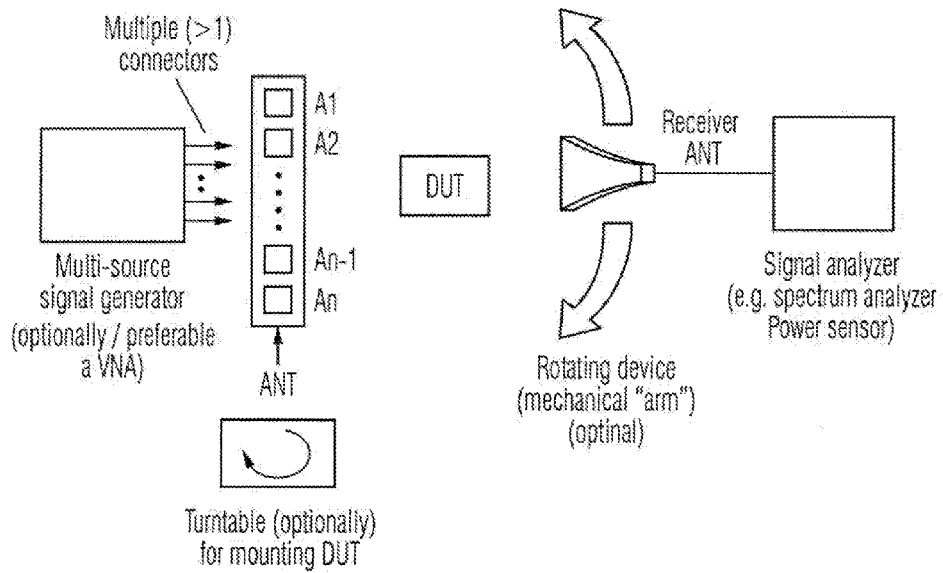 Multiple (>1)
connectors
A1
A2
An-1
An
DUT
Receiver
ANT
Multi-source
signal generator
(optionally / preferable
a VNA)
ANT
Signal analyzer
(e.g. spectrum analyzer
Power sensor)
Rotating device
(mechanical “arm”)
(optinal)
Turntable (optionally)
for mounting DUT